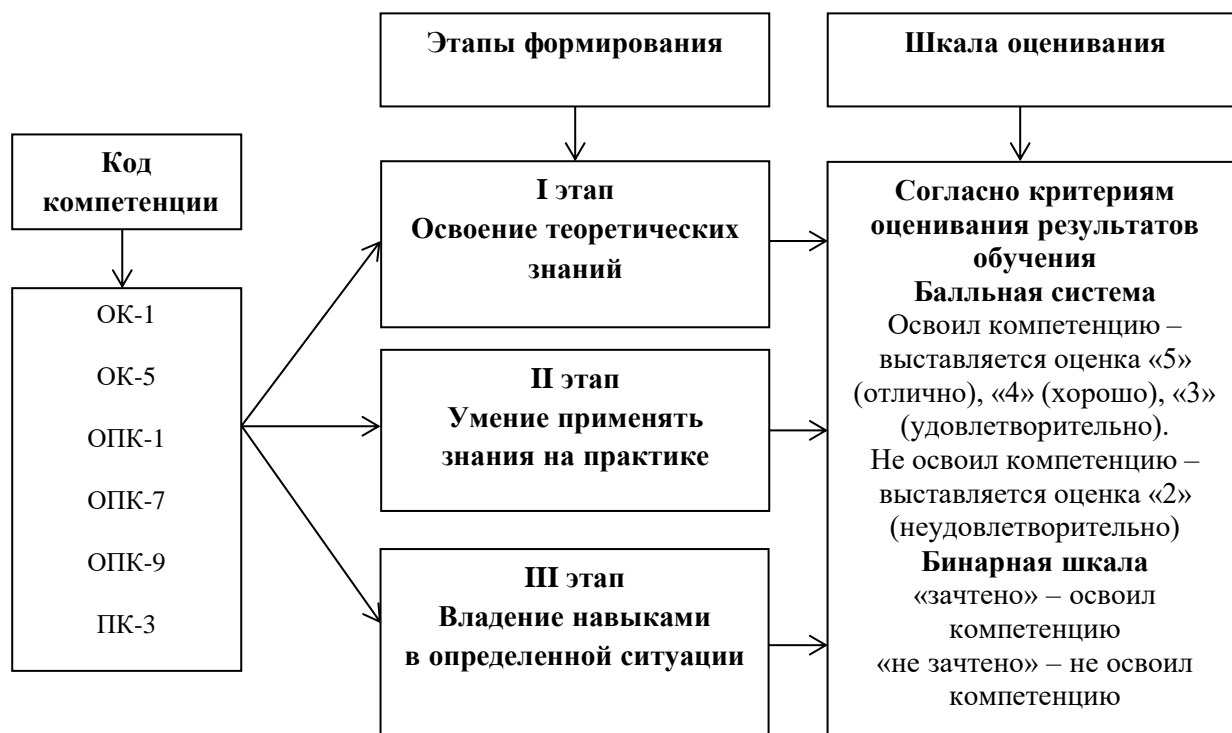 Этапы формирования
Шкала оценивания
Код
компетенции
ОК-1
ОК-5
ОПК-1
ОПК-7
ОПК-9
ПК-3
I этап
Освоение теоретических
знаний
II этап
Умение применять
знания на практике
III этап
Владение навыками
в определенной ситуации
Согласно критериям
оценивания результатов
обучения
Балльная система
Освоил компетенцию –
выставляется оценка «5»
(отлично), «4» (хорошо), «3»
(удовлетворительно).
Не освоил компетенцию –
выставляется оценка «2»
(неудовлетворительно)
Бинарная шкала
«зачтено» – освоил
компетенцию
«не зачтено» – не освоил
компетенцию